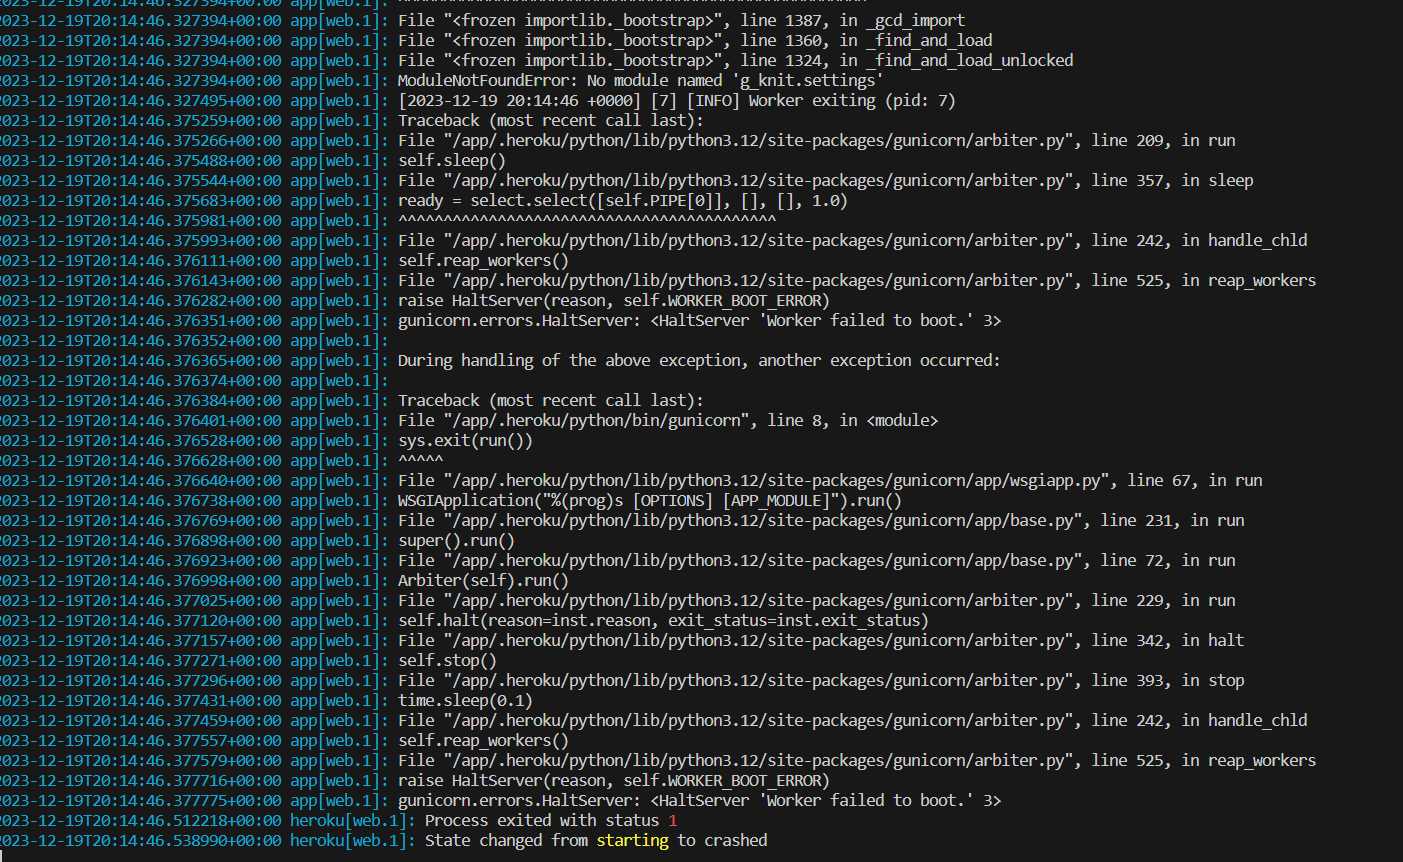 023-12-19T20:14:46.327394+00:00 app[web.1]: ^^^^^^^^^^^^^^^^^^^^^^^^^^^^^^^^^^^^^^^^^^^^^^^^^^^^
023-12-19T20:14:46.327394+00:00 app[web.1]: File "<frozen importlib._bootstrap>", line 1387, in _gcd_import
023-12-19T20:14:46.327394+00:00 app[web.1]: File "<frozen importlib._bootstrap>", line 1360, in _find_and_load
023-12-19T20:14:46.327394+00:00 app[web.1]: File "<frozen importlib._bootstrap>", line 1324, in _find_and_load_unlocked
023-12-19T20:14:46.327394+00:00 app[web.1]: ModuleNotFoundError: No module named 'g_knit.settings'
023-12-19T20:14:46.327495+00:00 app[web.1]: [2023-12-19 20:14:46 +0000] [7] [INFO] Worker exiting (pid: 7)
023-12-19T20:14:46.375259+00:00 app[web.1]: Traceback (most recent call last):
023-12-19T20:14:46.375266+00:00 app[web.1]: File "/app/.heroku/python/lib/python3.12/site-packages/gunicorn/arbiter.py", line 209, in run
023-12-19T20:14:46.375488+00:00 app[web.1]: self.sleep()
023-12-19T20:14:46.375544+00:00 app[web.1]: File "/app/.heroku/python/lib/python3.12/site-packages/gunicorn/arbiter.py", line 357, in sleep
023-12-19T20:14:46.375683+00:00 app[web.1]: ready = select.select([self.PIPE[0]], [], [], 1.0)
023-12-19T20:14:46.375981+00:00 app[web.1]: ^^^^^^^^^^^^^^^^^^^^^^^^^^^^^^^^^^^^^^^^^^
023-12-19T20:14:46.375993+00:00 app[web.1]: File "/app/.heroku/python/lib/python3.12/site-packages/gunicorn/arbiter.py", line 242, in handle_chld
023-12-19T20:14:46.376111+00:00 app[web.1]: self.reap_workers()
023-12-19T20:14:46.376143+00:00 app[web.1]: File "/app/.heroku/python/lib/python3.12/site-packages/gunicorn/arbiter.py", line 525, in reap_workers
023-12-19T20:14:46.376282+00:00 app[web.1]: raise HaltServer(reason, self.WORKER_BOOT_ERROR)
023-12-19T20:14:46.376351+00:00 app[web.1]: gunicorn.errors.HaltServer: <HaltServer 'Worker failed to boot.' 3>
023-12-19T20:14:46.376352+00:00 app[web.1]:
023-12-19T20:14:46.376365+00:00 app[web.1]: During handling of the above exception, another exception occurred:
023-12-19T20:14:46.376374+00:00 app[web.1]:
023-12-19T20:14:46.376384+00:00 app[web.1]: Traceback (most recent call last):
023-12-19T20:14:46.376401+00:00 app[web.1]: File "/app/.heroku/python/bin/gunicorn", line 8, in <module>
023-12-19T20:14:46.376528+00:00 app[web.1]: sys.exit(run())
023-12-19T20:14:46.376628+00:00 app[web.1]: ^^^^^
023-12-19T20:14:46.376640+00:00 app[web.1]: File "/app/.heroku/python/lib/python3.12/site-packages/gunicorn/app/wsgiapp.py", line 67, in run
023-12-19T20:14:46.376738+00:00 app[web.1]: WSGIApplication("%(prog)s [OPTIONS] [APP_MODULE]").run()
023-12-19T20:14:46.376769+00:00 app[web.1]: File "/app/.heroku/python/lib/python3.12/site-packages/gunicorn/app/base.py", line 231, in run
023-12-19T20:14:46.376898+00:00 app[web.1]: super().run()
023-12-19T20:14:46.376923+00:00 app[web.1]: File "/app/.heroku/python/lib/python3.12/site-packages/gunicorn/app/base.py", line 72, in run
023-12-19T20:14:46.376998+00:00 app[web.1]: Arbiter(self).run()
023-12-19T20:14:46.377025+00:00 app[web.1]: File "/app/.heroku/python/lib/python3.12/site-packages/gunicorn/arbiter.py", line 229, in run
023-12-19T20:14:46.377120+00:00 app[web.1]: self.halt(reason=inst.reason, exit_status=inst.exit_status)
023-12-19T20:14:46.377157+00:00 app[web.1]: File "/app/.heroku/python/lib/python3.12/site-packages/gunicorn/arbiter.py", line 342, in halt
023-12-19T20:14:46.377271+00:00 app[web.1]: self.stop()
023-12-19T20:14:46.377296+00:00 app[web.1]: File "/app/.heroku/python/lib/python3.12/site-packages/gunicorn/arbiter.py", line 393, in stop
023-12-19T20:14:46.377431+00:00 app[web.1]: time.sleep(0.1)
023-12-19T20:14:46.377459+00:00 app[web.1]: File "/app/.heroku/python/lib/python3.12/site-packages/gunicorn/arbiter.py", line 242, in handle_chld
023-12-19T20:14:46.377557+00:00 app[web.1]: self.reap_workers()
023-12-19T20:14:46.377579+00:00 app[web.1]: File "/app/.heroku/python/lib/python3.12/site-packages/gunicorn/arbiter.py", line 525, in reap_workers
023-12-19T20:14:46.377716+00:00 app[web.1]: raise HaltServer(reason, self.WORKER_BOOT_ERROR)
023-12-19T20:14:46.377775+00:00 app[web.1]: gunicorn.errors.HaltServer: <HaltServer 'Worker failed to boot.' 3>
023-12-19T20:14:46.512218+00:00 heroku[web.1]: Process exited with status 1
023-12-19T20:14:46.538990+00:00 heroku[web.1]: State changed from starting to crashed